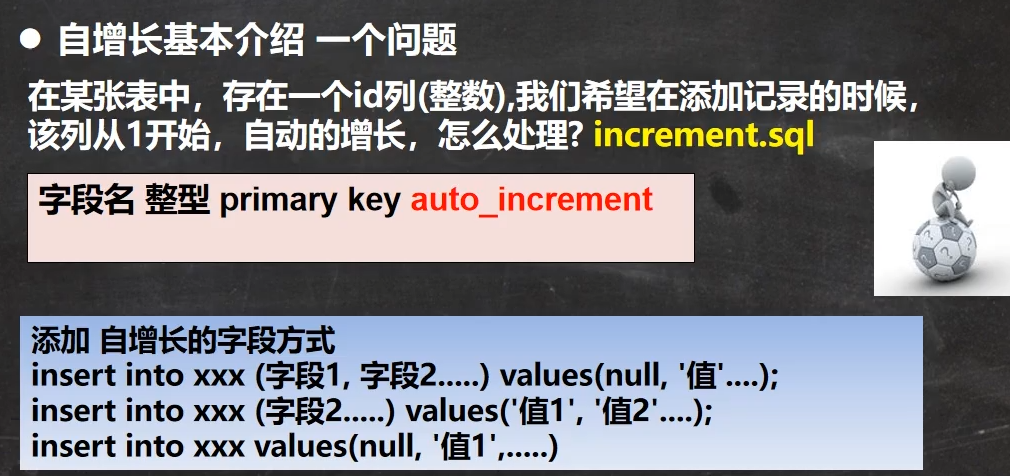 ● 自增长基本介绍 一个问题
在某张表中，存在一个id列(整数),我们希望在添加记录的时候，
该列从1开始，自动的增长，怎么处理? increment.sql
字段名 整型 primary key auto_increment
添加 自增长的字段方式
insert into xxx (字段1, 字段2.....) values(null, '值'....);
insert into xxx (字段2.....) values('值1', '值2'....);
insert into xxx values(null, '值1',.....)